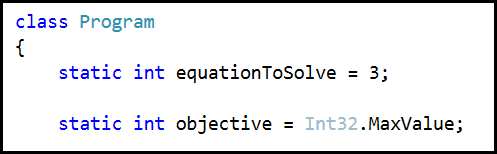 class Program
{
static int equationToSolve = 3;
static int objective = Int32.MaxValue;